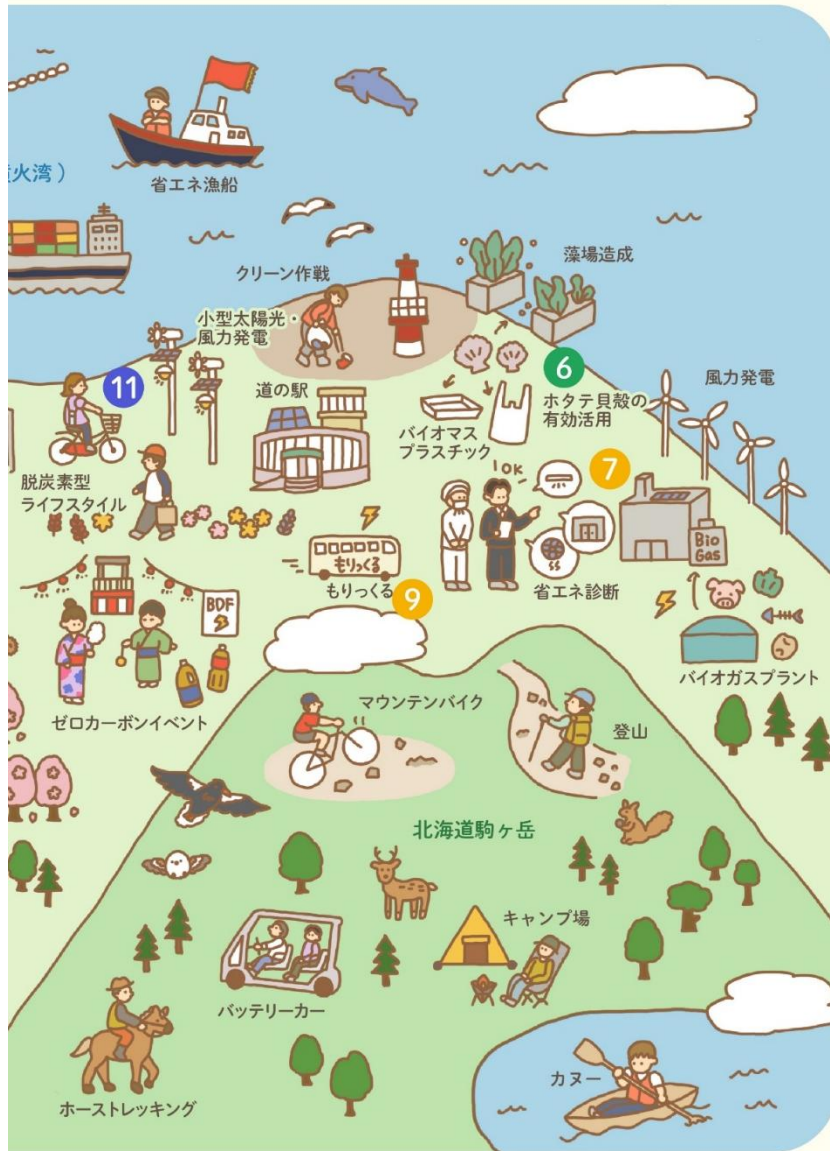 火湾）
省エネ漁船
クリーン作戦
藻場造成
小型太陽光・
風力発電
11
道の駅
6
ホタテ貝殻の
有効活用
風力発電
バイオマス
プラスチック
脱炭素型
ライフスタイル
10K
7
Bio
Gas
もりっくる
もりっくる
9
省エネ診断
BDF
バイオガスプラント
ゼロカーボンイベント
マウンテンバイク
登山
北海道駒ヶ岳
キャンプ場
バッテリーカー
カヌー
ホーストレッキング